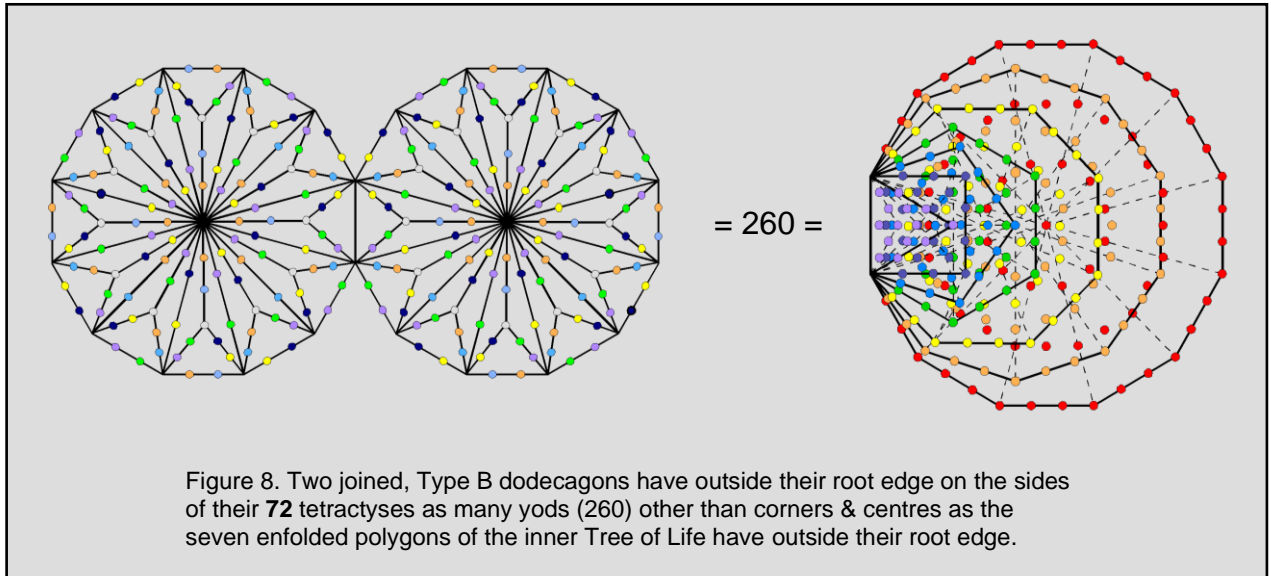 = 260 =
Figure 8. Two joined, Type B dodecagons have outside their root edge on the sides
of their 72 tetractyses as many yods (260) other than corners & centres as the
seven enfolded polygons of the inner Tree of Life have outside their root edge.